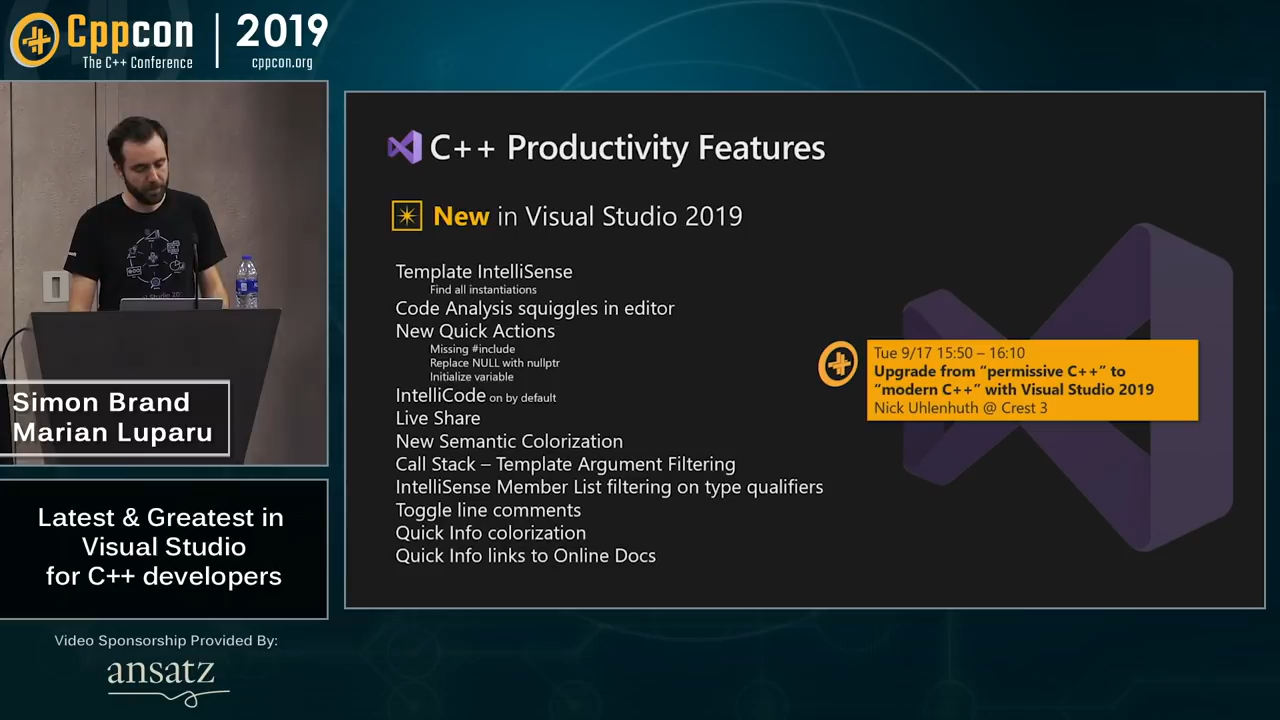 Cppcon
The C++ Conference
2019
cppcon.org
Simon Brand
Marian Luparu
Latest & Greatest in
Visual Studio
for C++ developers
Video Sponsorship Provided By:
ansatz
C++ Productivity Features
New in Visual Studio 2019
Template IntelliSense
Find all instantiations
Code Analysis squiggles in editor
New Quick Actions
Missing #include
Replace NULL with nullptr
Initialize variable
IntelliCode on by default
Live Share
New Semantic Colorization
Call Stack – Template Argument Filtering
IntelliSense Member List filtering on type qualifiers
Toggle line comments
Quick Info colorization
Quick Info links to Online Docs
Tue 9/17 15:50 – 16:10
Upgrade from “permissive C++” to
“modern C++” with Visual Studio 2019
Nick Uhlenhuth @ Crest 3